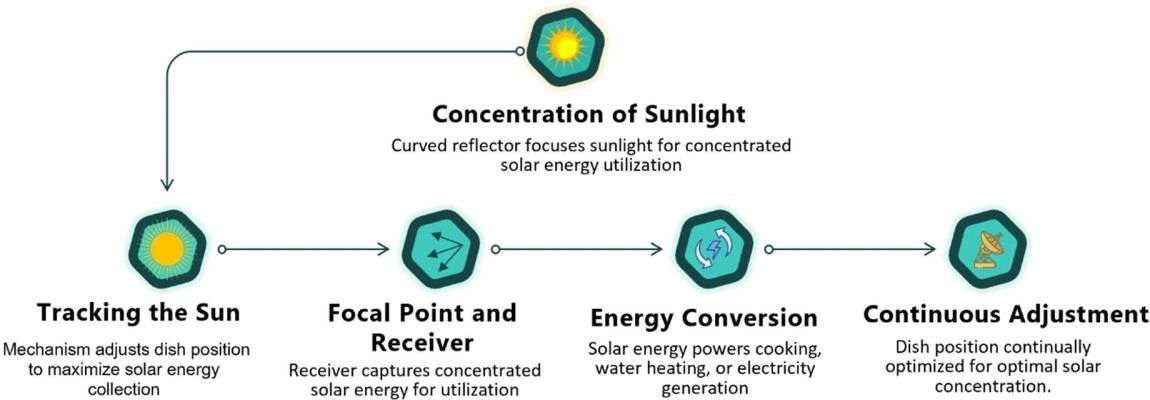 Concentration of Sunlight
Curved reflector focuses sunlight for concentrated
solar energy utilization
Tracking the Sun
Mechanism adjusts dish position
to maximize solar energy
collection
Focal Point and
Receiver
Receiver captures concentrated
solar energy for utilization
Energy Conversion
Solar energy powers cooking,
water heating, or electricity
generation
Continuous Adjustment
Dish position continually
optimized for optimal solar
concentration.